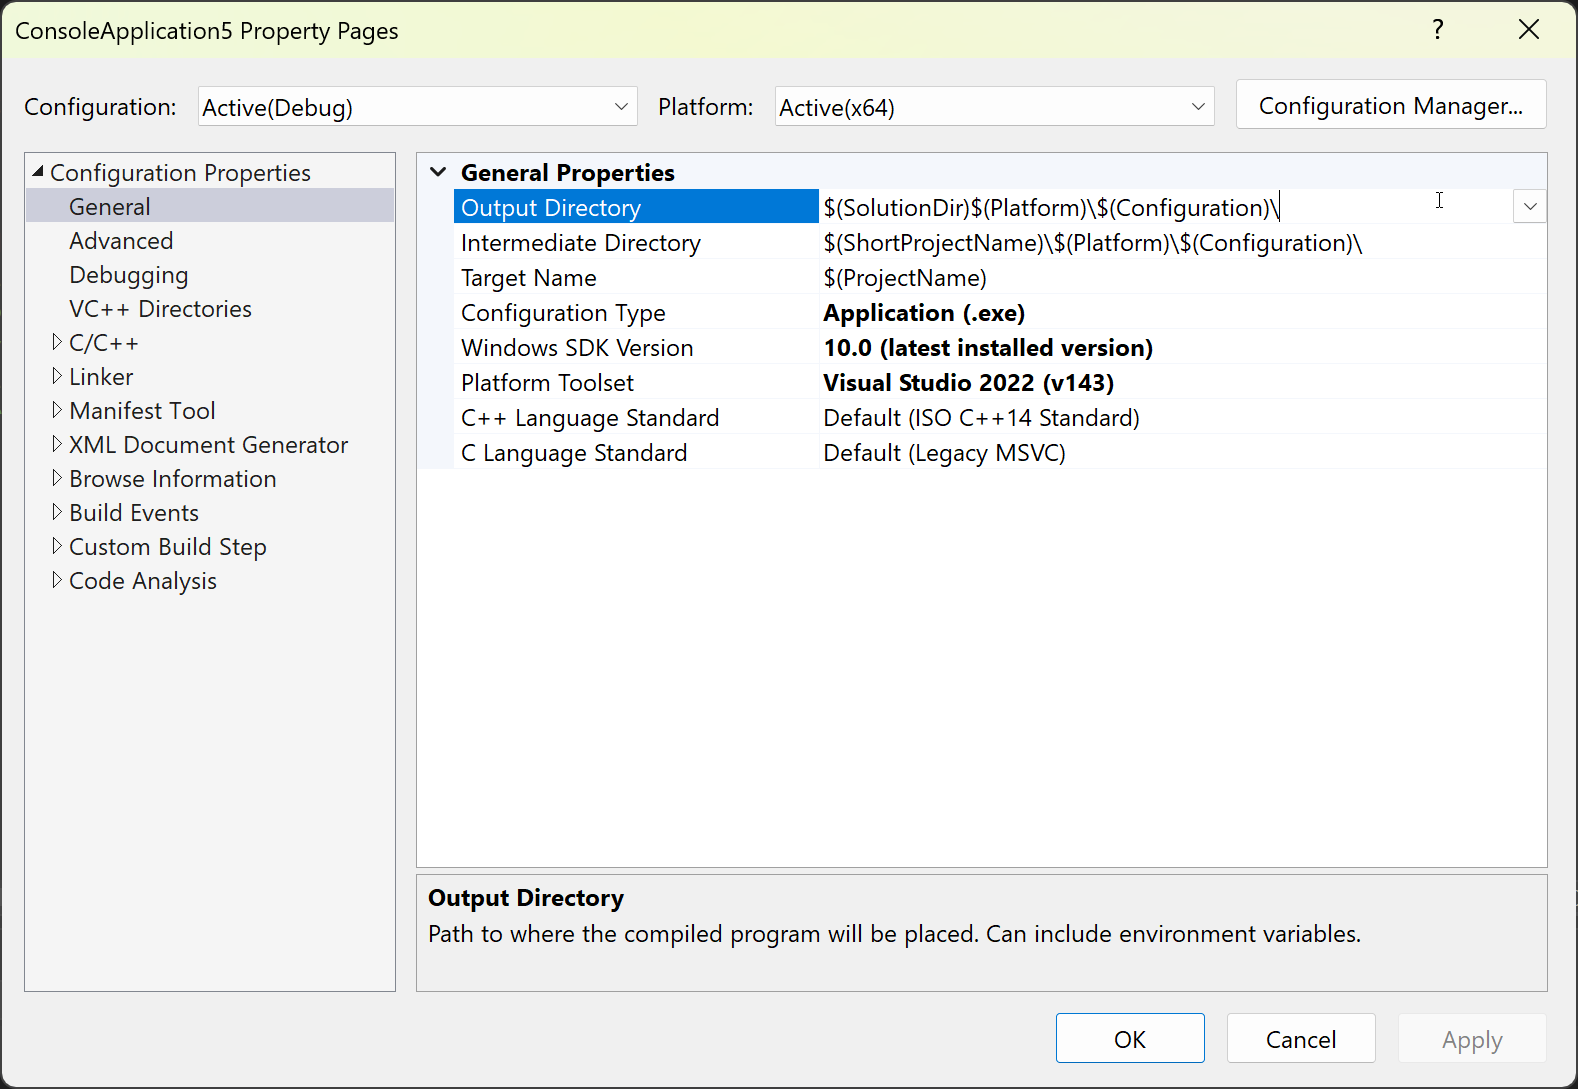 ConsoleApplication5 Property Pages
?
Configuration: Active(Debug) Platform: Active(x64) Configuration Manager...
Configuration Properties
General
Advanced
Debugging
VC++ Directories
C/C++
Linker
Manifest Tool
XML Document Generator
Browse Information
Build Events
Custom Build Step
Code Analysis
General Properties
Output Directory $(SolutionDir)$(Platform)\$(Configuration)\
Intermediate Directory $(ShortProjectName)\$(Platform)\$(Configuration)\
Target Name $(ProjectName)
Configuration Type Application (.exe)
Windows SDK Version 10.0 (latest installed version)
Platform Toolset Visual Studio 2022 (v143)
C++ Language Standard Default (ISO C++14 Standard)
C Language Standard Default (Legacy MSVC)
Output Directory
Path to where the compiled program will be placed. Can include environment variables.
OK Cancel Apply